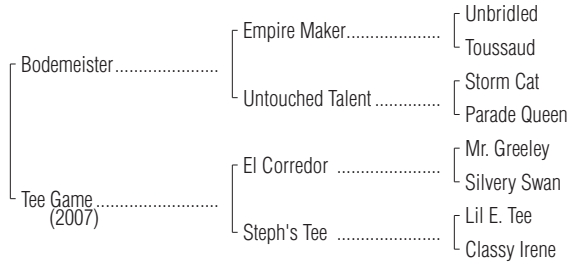 Unbridled
Empire Maker....................
Toussaud
Bodemeister......................
Storm Cat
Untouched Talent ..............
Parade Queen
Mr. Greeley
El Corredor ......................
Silvery Swan
Tee Game.........................
(2007)
Lil E. Tee
Steph's Tee ......................
Classy Irene